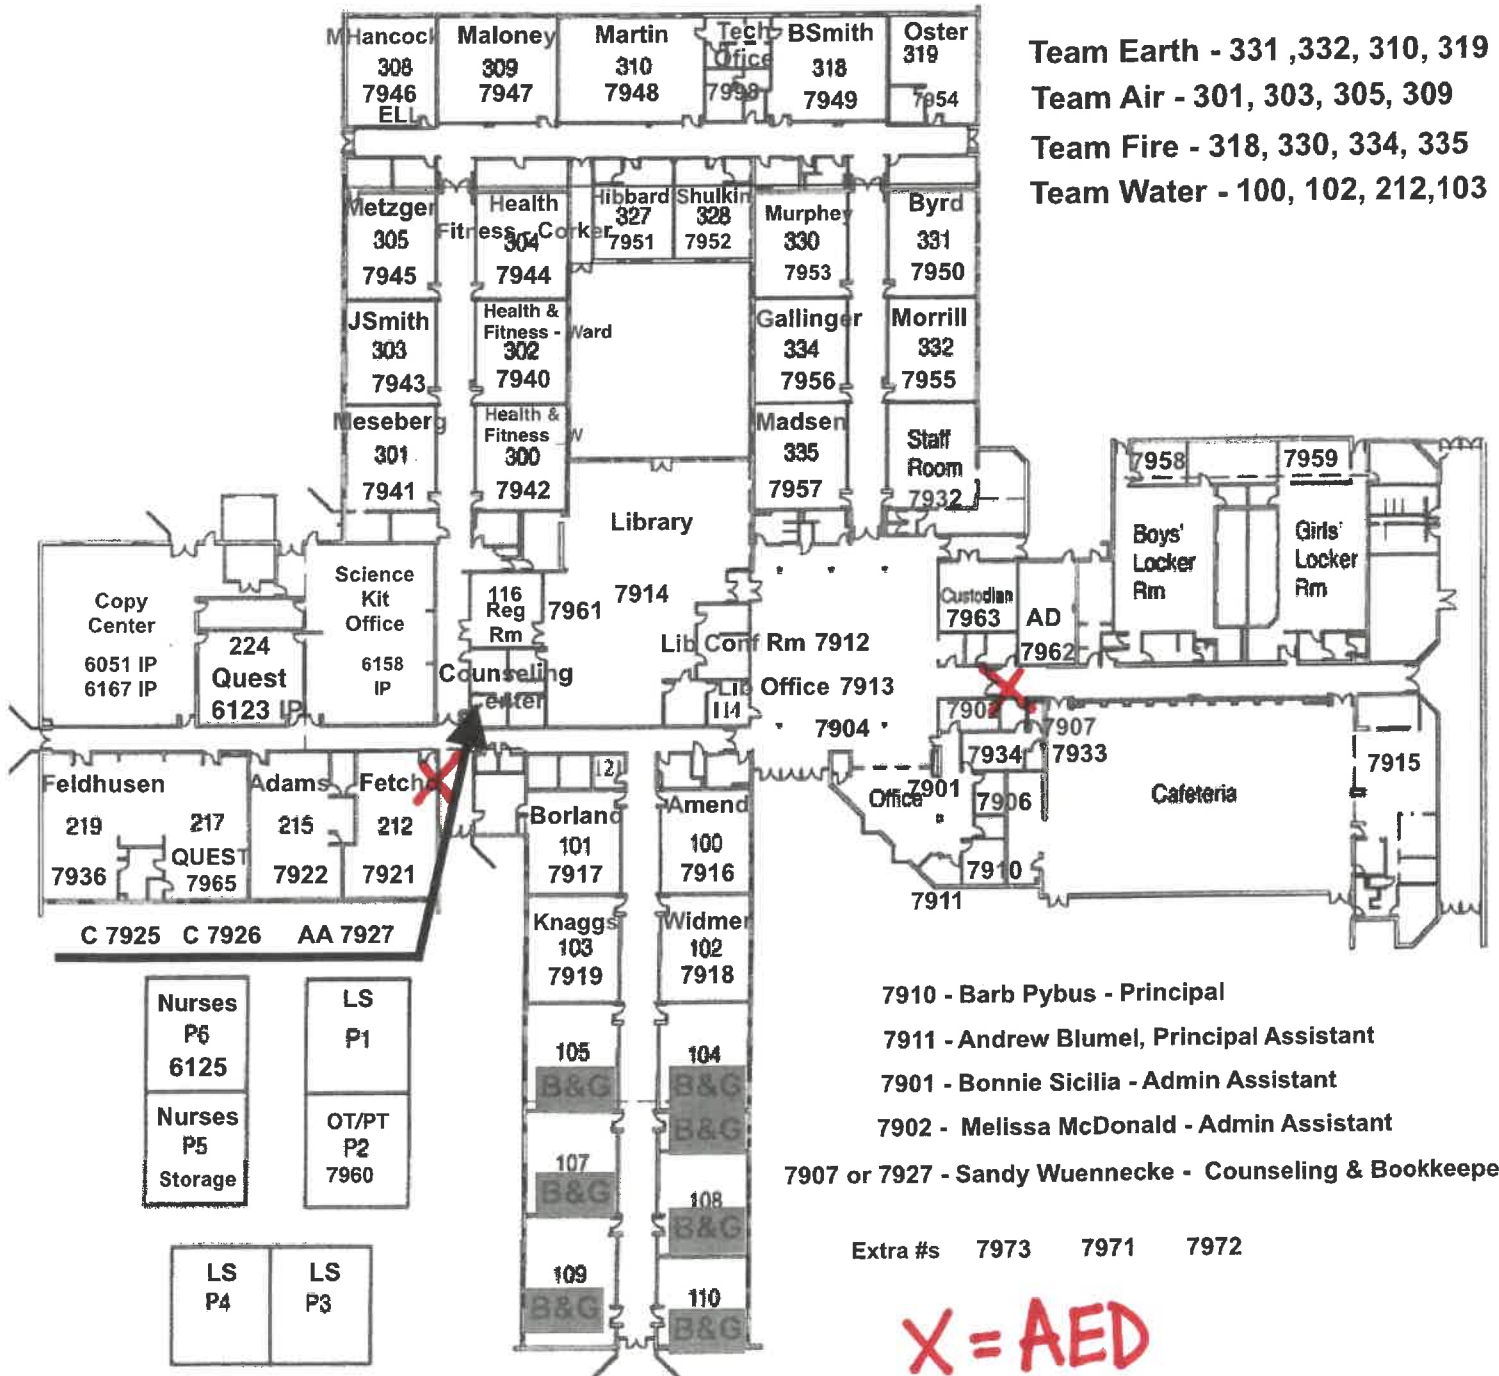 MHancock
308
7946
ELL
Maloney
309
7947
Martin
310
7948
Tech
Office
7998
BSmith
318
7949
Oster
319
7954
Team Earth - 331 ,332, 310, 319
Team Air - 301, 303, 305, 309
Team Fire - 318, 330, 334, 335
Team Water - 100, 102, 212,103
Metzger
305
7945
Health
Fitness - Corker
304
7944
Hibbard
327
7951
Shulkin
328
7952
Murphey
330
7953
Byrd
331
7950
JSmith
303
7943
Health &
Fitness - Ward
302
7940
Gallinger
334
7956
Morrill
332
7955
Meseberg
301
7941
Health &
Fitness W
300
7942
Madsen
335
7957
Staff
Room
7932
Library
7914
7961
7958
7959
Boys'
Locker
Rm
Girls'
Locker
Rm
Copy
Center
6051 IP
6167 IP
224
Quest
6123 IP
Science
Kit
Office
6158
IP
116
Reg
Rm
Counseling
Center
Lib Conf Rm 7912
Lib Office 7913
114
7904
Custodian
7963
AD
7962
7902
7907
7934
7933
7915
Office
7901
7906
7910
7911
Cafeteria
Feldhusen
219
7936
217
QUEST
7965
Adams
215
7922
Fetcho
212
7921
121
Borland
101
7917
Amend
100
7916
Knaggs
103
7919
Widmer
102
7918
C 7925 C 7926 AA 7927
Nurses
P6
6125
LS
P1
Nurses
P5
Storage
OT/PT
P2
7960
LS
P4
LS
P3
105
B&G
104
B&G
B&G
107
B&G
108
B&G
109
B&G
110
B&G
7910 - Barb Pybus - Principal
7911 - Andrew Blumel, Principal Assistant
7901 - Bonnie Sicilia - Admin Assistant
7902 - Melissa McDonald - Admin Assistant
7907 or 7927 - Sandy Wuennecke - Counseling & Bookkeepe
Extra #s 7973 7971 7972
X = AED